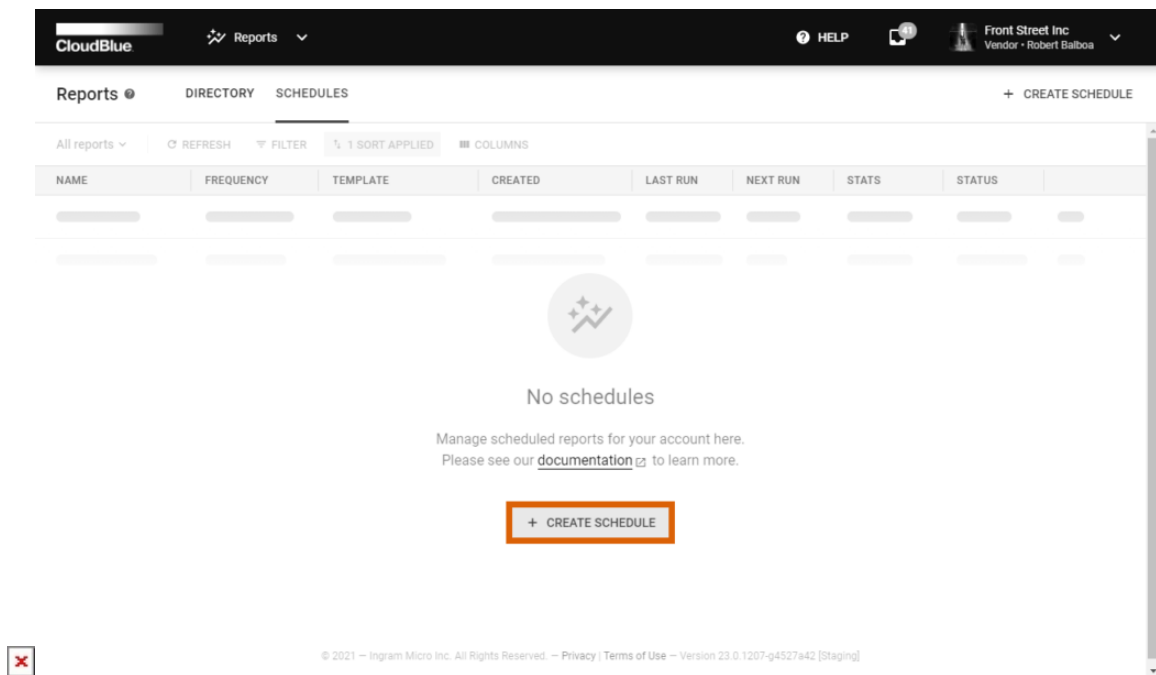 CloudBlue
Reports
HELP
41
Front Street Inc
Vendor • Robert Balboa
Reports
DIRECTORY
SCHEDULES
+ CREATE SCHEDULE
All reports
REFRESH
FILTER
1 SORT APPLIED
COLUMNS
NAME
FREQUENCY
TEMPLATE
CREATED
LAST RUN
NEXT RUN
STATS
STATUS
No schedules
Manage scheduled reports for your account here.
Please see our documentation to learn more.
+ CREATE SCHEDULE
© 2021 — Ingram Micro Inc. All Rights Reserved. — Privacy | Terms of Use — Version 23.0.1207-g4527a42 [Staging]